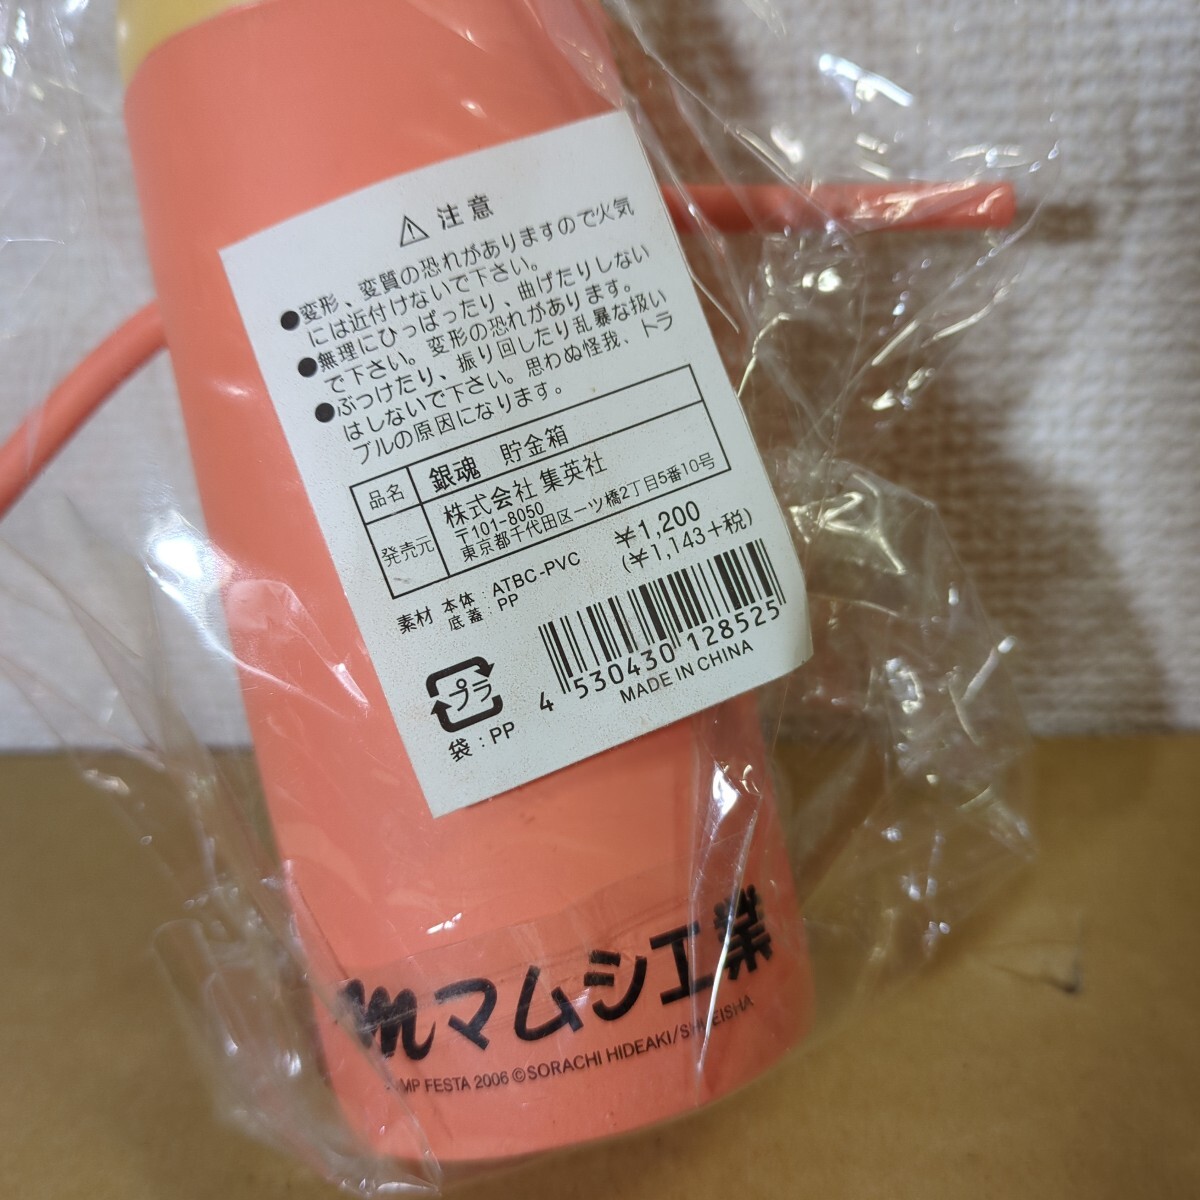 ⚠注意
●変形、変質の恐れがありますので火気
には近付けないで下さい。
●無理にひっぱったり、曲げたりしない
で下さい。変形の恐れがあります。
●ぶつけたり、振り回したり乱暴な扱い
はしないで下さい。思わぬ怪我、トラ
ブルの原因になります。
品名 銀魂 貯金箱
発売元 株式会社 集英社
〒101-8050
東京都千代田区一ツ橋2丁目5番10号
¥1,200
(¥1,143+税)
素材 本体:ATBC-PVC
底蓋:PP
プラ
袋:PP
4 530430 128525
MADE IN CHINA
mマムシ工業
JUMP FESTA 2006 ©SORACHI HIDEAKI/SHUEISHA